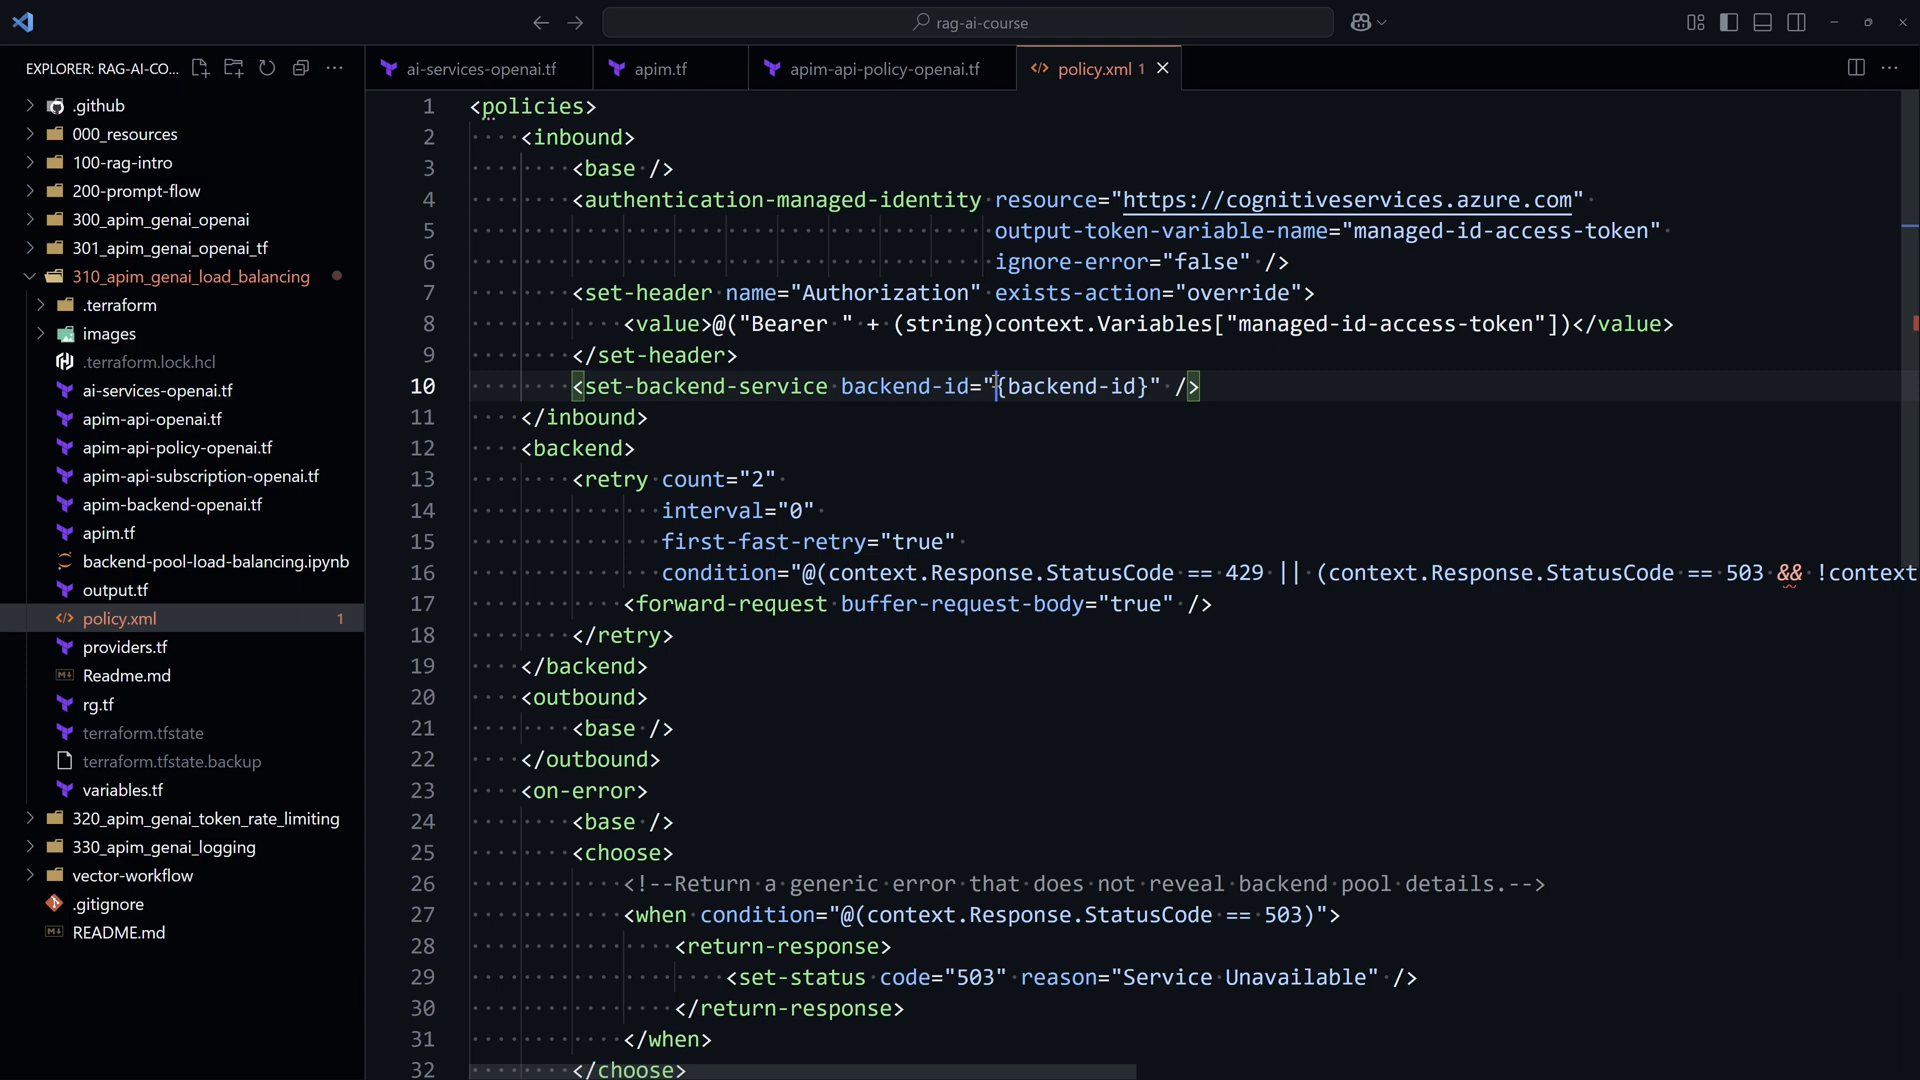 rag-ai-course
EXPLORER: RAG-AI-CO...
.github
000_resources
100-rag-intro
200-prompt-flow
300_apim_genai_openai
301_apim_genai_openai_tf
310_apim_genai_load_balancing
.terraform
images
.terraform.lock.hcl
ai-services-openai.tf
apim-api-openai.tf
apim-api-policy-openai.tf
apim-api-subscription-openai.tf
apim-backend-openai.tf
apim.tf
backend-pool-load-balancing.ipynb
output.tf
policy.xml 1
providers.tf
Readme.md
rg.tf
terraform.tfstate
terraform.tfstate.backup
variables.tf
320_apim_genai_token_rate_limiting
330_apim_genai_logging
vector-workflow
.gitignore
README.md
ai-services-openai.tf apim.tf apim-api-policy-openai.tf policy.xml 1
1 <policies>
2 <inbound>
3 <base />
4 <authentication-managed-identity resource="https://cognitiveservices.azure.com"
5 output-token-variable-name="managed-id-access-token"
6 ignore-error="false" />
7 <set-header name="Authorization" exists-action="override">
8 <value>@("Bearer " + (string)context.Variables["managed-id-access-token"])</value>
9 </set-header>
10 <set-backend-service backend-id="{backend-id}" />
11 </inbound>
12 <backend>
13 <retry count="2"
14 interval="0"
15 first-fast-retry="true"
16 condition="@(context.Response.StatusCode == 429 || (context.Response.StatusCode == 503 && !context
17 <forward-request buffer-request-body="true" />
18 </retry>
19 </backend>
20 <outbound>
21 <base />
22 </outbound>
23 <on-error>
24 <base />
25 <choose>
26 <!--Return a generic error that does not reveal backend pool details.-->
27 <when condition="@(context.Response.StatusCode == 503)">
28 <return-response>
29 <set-status code="503" reason="Service Unavailable" />
30 </return-response>
31 </when>
32 </choose>